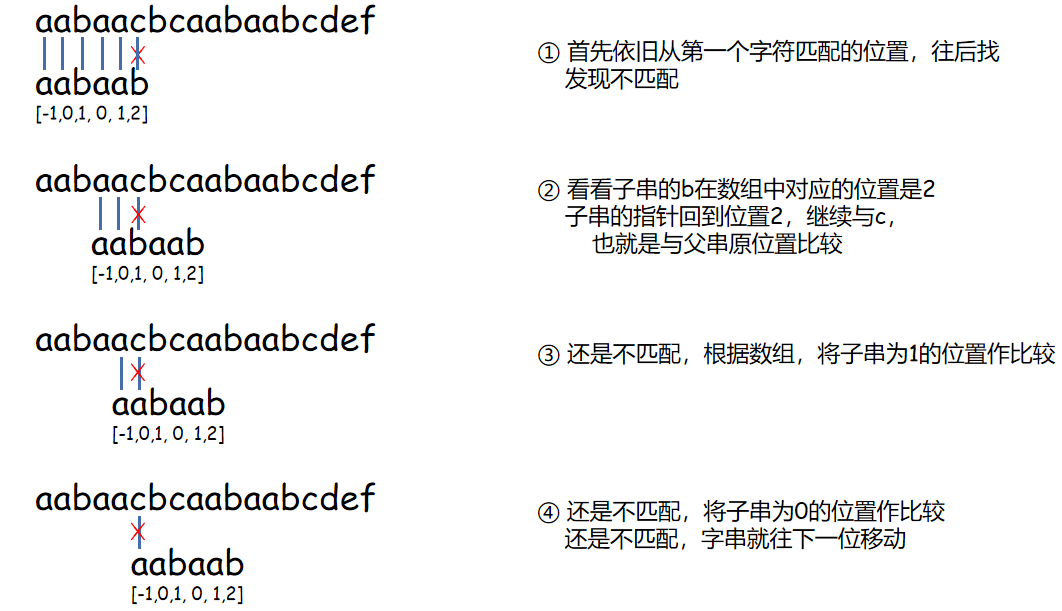 aabaacbcaabaabcdef
aabaab
[-1,0,1, 0, 1,2]
① 首先依旧从第一个字符匹配的位置，往后找
发现不匹配
aabaacbcaabaabcdef
aabaab
[-1,0,1, 0, 1,2]
② 看看子串的b在数组中对应的位置是2
子串的指针回到位置2，继续与c，
也就是与父串原位置比较
aabaacbcaabaabcdef
aabaab
[-1,0,1, 0, 1,2]
③ 还是不匹配，根据数组，将子串为1的位置作比较
aabaacbcaabaabcdef
aabaab
[-1,0,1, 0, 1,2]
④ 还是不匹配，将子串为0的位置作比较
还是不匹配，字串就往下一位移动